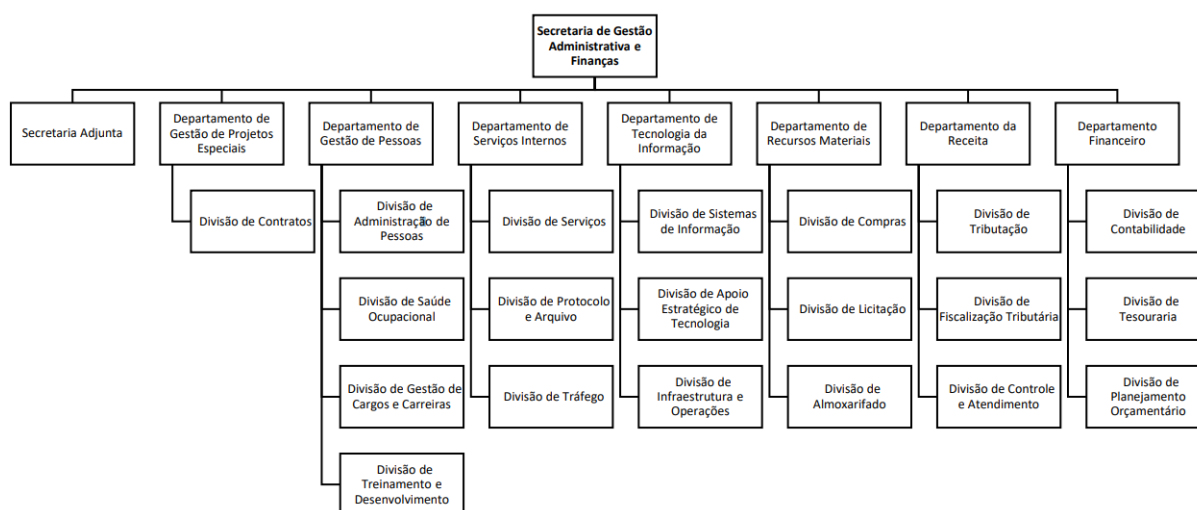 Secretaria de Gestão
Administrativa e
Finanças
Secretaria Adjunta
Departamento de
Gestão de Projetos
Especiais
Departamento de
Gestão de Pessoas
Departamento de
Serviços Internos
Departamento de
Tecnologia da
Informação
Departamento de
Recursos Materiais
Departamento da
Receita
Departamento
Financeiro
Divisão de Contratos
Divisão de
Administração de
Pessoas
Divisão de Serviços
Divisão de Sistemas
de Informação
Divisão de Compras
Divisão de
Tributação
Divisão de
Contabilidade
Divisão de Saúde
Ocupacional
Divisão de Protocolo
e Arquivo
Divisão de Apoio
Estratégico de
Tecnologia
Divisão de Licitação
Divisão de
Fiscalização Tributária
Divisão de
Tesouraria
Divisão de Gestão de
Cargos e Carreiras
Divisão de Tráfego
Divisão de
Infraestrutura e
Operações
Divisão de
Almoxarifado
Divisão de Controle
e Atendimento
Divisão de
Planejamento
Orçamentário
Divisão de
Treinamento e
Desenvolvimento